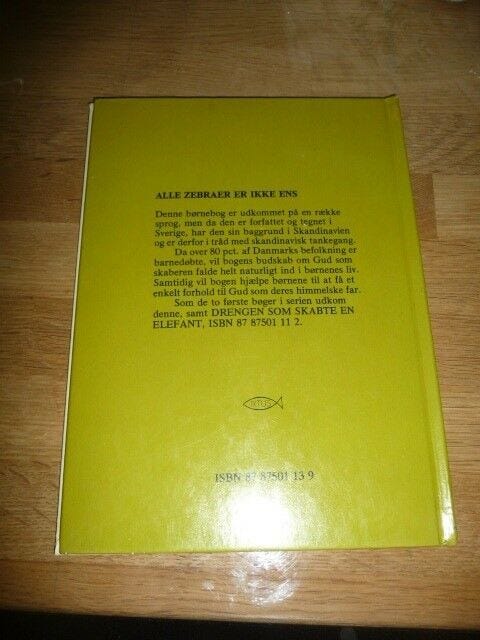 ALLE ZEBRAER ER IKKE ENS
Denne børnebog er udkommet på en række
sprog, men da den er forfattet og tegnet i
Sverige, har den sin baggrund i Skandinavien
og er derfor i tråd med skandinavisk tankegang.
Da over 80 pct. af Danmarks befolkning er
barnedøbte, vil bogens budskab om Gud som
skaberen falde helt naturligt ind i børnenes liv.
Samtidig vil bogen hjælpe børnene til at få et
enkelt forhold til Gud som deres himmelske far.
Som de to første bøger i serien udkom
denne, samt DRENGEN SOM SKABTE EN
ELEFANT, ISBN 87 87501 11 2.
IXTUS
ISBN 87 87501 13 9